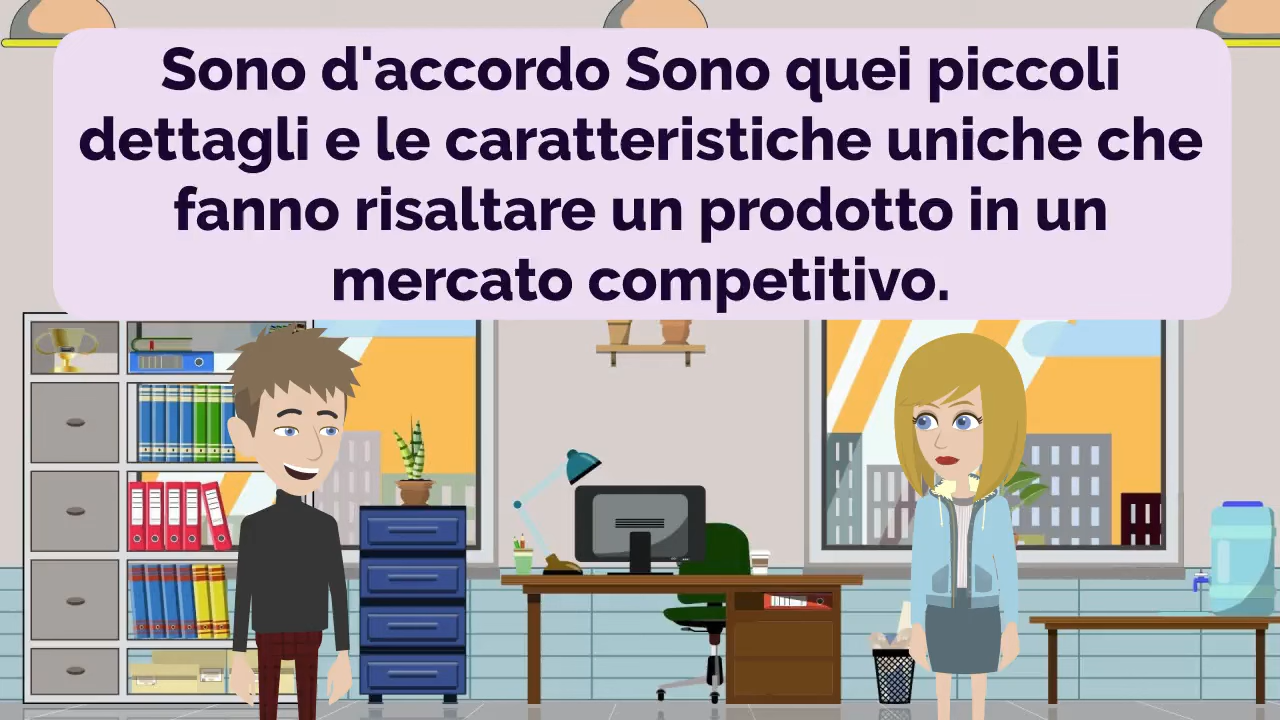 Sono d'accordo Sono quei piccoli
dettagli e le caratteristiche uniche che
fanno risaltare un prodotto in un
mercato competitivo.